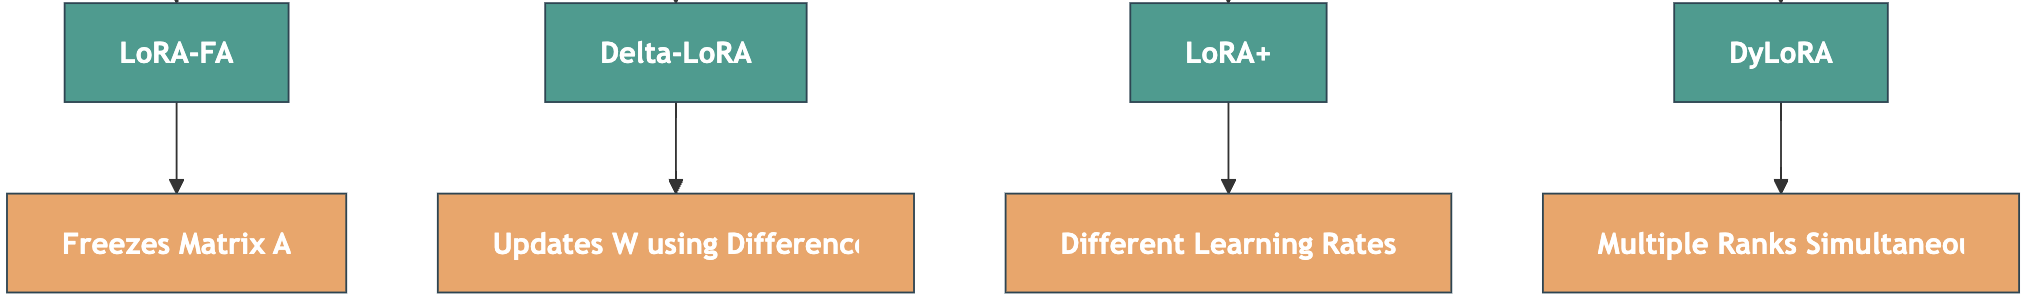 LoRA-FA
Delta-LoRA
LoRA+
DyLoRA
Freezes Matrix A
Updates W using Differenc
Different Learning Rates
Multiple Ranks Simultaneo